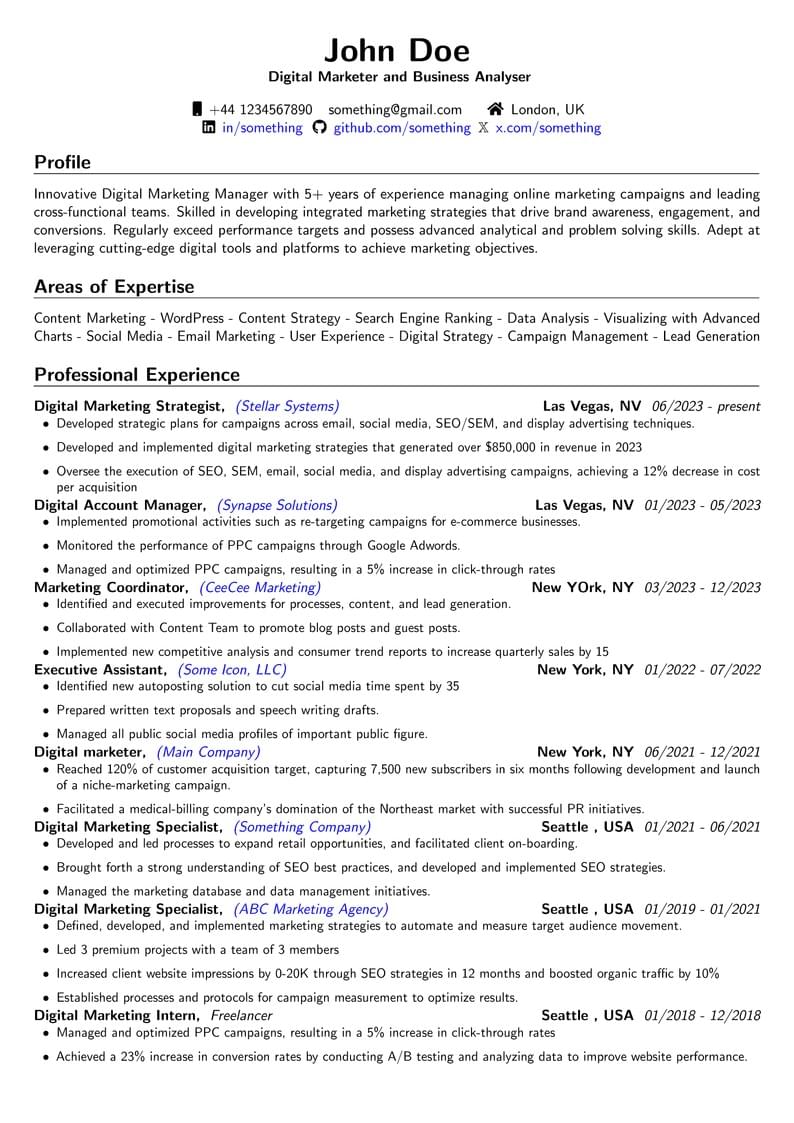 John Doe
Digital Marketer and Business Analyser
+44 1234567890 something@gmail.com London, UK
in/something github.com/something 𝕏 x.com/something
Profile
Innovative Digital Marketing Manager with 5+ years of experience managing online marketing campaigns and leading
cross-functional teams. Skilled in developing integrated marketing strategies that drive brand awareness, engagement, and
conversions. Regularly exceed performance targets and possess advanced analytical and problem solving skills. Adept at
leveraging cutting-edge digital tools and platforms to achieve marketing objectives.
Areas of Expertise
Content Marketing - WordPress - Content Strategy - Search Engine Ranking - Data Analysis - Visualizing with Advanced
Charts - Social Media - Email Marketing - User Experience - Digital Strategy - Campaign Management - Lead Generation
Professional Experience
Digital Marketing Strategist, (Stellar Systems) Las Vegas, NV 06/2023 - present
• Developed strategic plans for campaigns across email, social media, SEO/SEM, and display advertising techniques.
• Developed and implemented digital marketing strategies that generated over $850,000 in revenue in 2023
• Oversee the execution of SEO, SEM, email, social media, and display advertising campaigns, achieving a 12% decrease in cost
per acquisition
Digital Account Manager, (Synapse Solutions) Las Vegas, NV 01/2023 - 05/2023
• Implemented promotional activities such as re-targeting campaigns for e-commerce businesses.
• Monitored the performance of PPC campaigns through Google Adwords.
• Managed and optimized PPC campaigns, resulting in a 5% increase in click-through rates
Marketing Coordinator, (CeeCee Marketing) New YOrk, NY 03/2023 - 12/2023
• Identified and executed improvements for processes, content, and lead generation.
• Collaborated with Content Team to promote blog posts and guest posts.
• Implemented new competitive analysis and consumer trend reports to increase quarterly sales by 15
Executive Assistant, (Some Icon, LLC) New York, NY 01/2022 - 07/2022
• Identified new autoposting solution to cut social media time spent by 35
• Prepared written text proposals and speech writing drafts.
• Managed all public social media profiles of important public figure.
Digital marketer, (Main Company) New York, NY 06/2021 - 12/2021
• Reached 120% of customer acquisition target, capturing 7,500 new subscribers in six months following development and launch
of a niche-marketing campaign.
• Facilitated a medical-billing company's domination of the Northeast market with successful PR initiatives.
Digital Marketing Specialist, (Something Company) Seattle , USA 01/2021 - 06/2021
• Developed and led processes to expand retail opportunities, and facilitated client on-boarding.
• Brought forth a strong understanding of SEO best practices, and developed and implemented SEO strategies.
• Managed the marketing database and data management initiatives.
Digital Marketing Specialist, (ABC Marketing Agency) Seattle , USA 01/2019 - 01/2021
• Defined, developed, and implemented marketing strategies to automate and measure target audience movement.
• Led 3 premium projects with a team of 3 members
• Increased client website impressions by 0-20K through SEO strategies in 12 months and boosted organic traffic by 10%
• Established processes and protocols for campaign measurement to optimize results.
Digital Marketing Intern, Freelancer Seattle , USA 01/2018 - 12/2018
• Managed and optimized PPC campaigns, resulting in a 5% increase in click-through rates
• Achieved a 23% increase in conversion rates by conducting A/B testing and analyzing data to improve website performance.